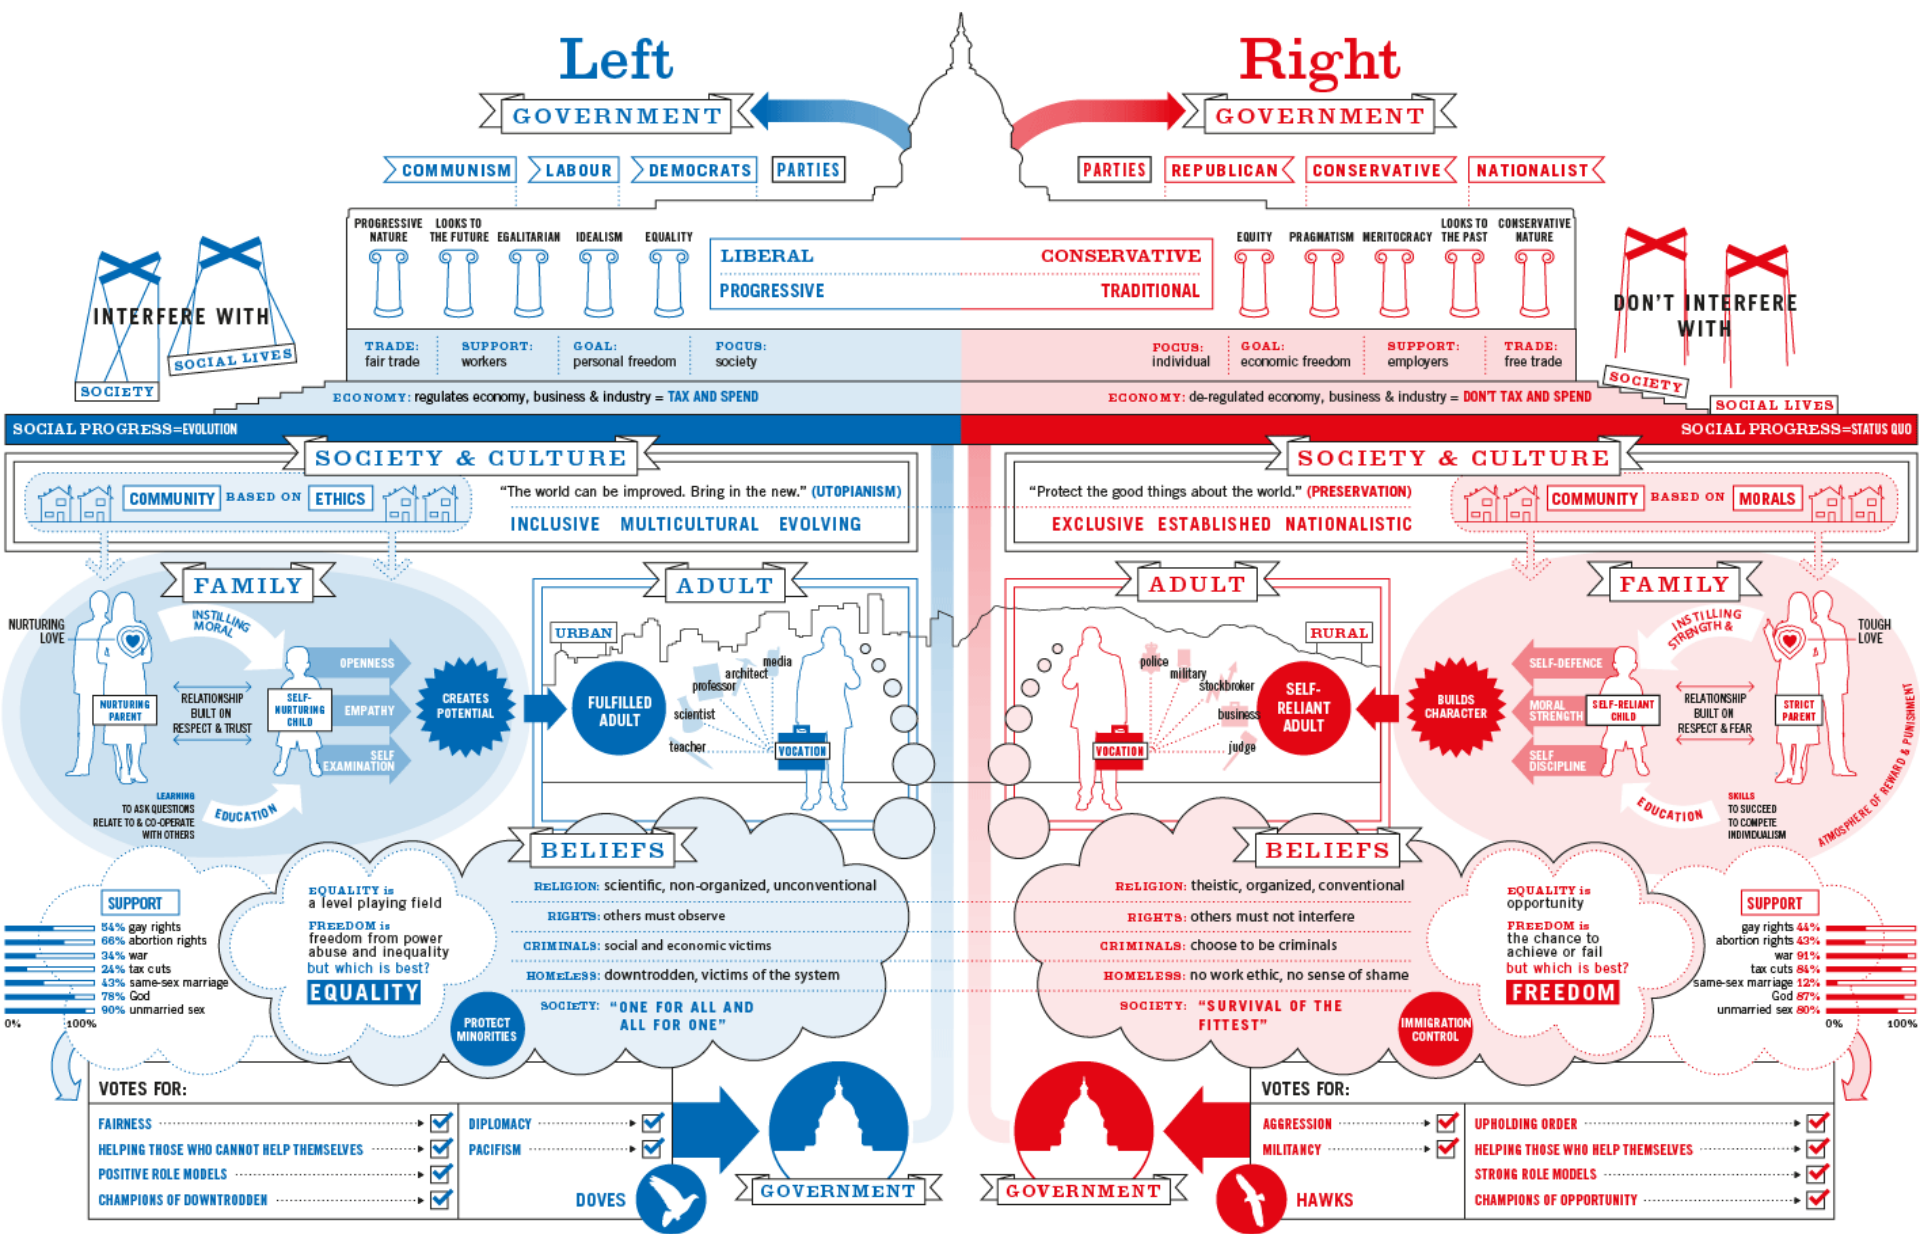 Left
Right
GOVERNMENT
GOVERNMENT
COMMUNISM
LABOUR
DEMOCRATS
PARTIES
PARTIES
REPUBLICAN
CONSERVATIVE
NATIONALIST
PROGRESSIVE
NATURE
LOOKS TO
THE FUTURE
EGALITARIAN
IDEALISM
EQUALITY
LIBERAL
PROGRESSIVE
CONSERVATIVE
TRADITIONAL
EQUITY
PRAGMATISM
MERITOCRACY
LOOKS TO
THE PAST
CONSERVATIVE
NATURE
INTERFERE WITH
SOCIAL LIVES
SOCIETY
DON'T INTERFERE
WITH
SOCIETY
SOCIAL LIVES
TRADE:
fair trade
SUPPORT:
workers
GOAL:
personal freedom
FOCUS:
society
FOCUS:
individual
GOAL:
economic freedom
SUPPORT:
employers
TRADE:
free trade
ECONOMY: regulates economy, business & industry = TAX AND SPEND
ECONOMY: de-regulated economy, business & industry = DON'T TAX AND SPEND
SOCIAL PROGRESS=EVOLUTION
SOCIAL PROGRESS=STATUS QUO
SOCIETY & CULTURE
COMMUNITY BASED ON ETHICS
"The world can be improved. Bring in the new." (UTOPIANISM)
INCLUSIVE MULTICULTURAL EVOLVING
SOCIETY & CULTURE
"Protect the good things about the world." (PRESERVATION)
EXCLUSIVE ESTABLISHED NATIONALISTIC
COMMUNITY BASED ON MORALS
FAMILY
NURTURING
LOVE
INSTILLING
MORAL
NURTURING
PARENT
RELATIONSHIP
BUILT ON
RESPECT & TRUST
SELF-
NURTURING
CHILD
OPENNESS
EMPATHY
SELF
EXAMINATION
CREATES
POTENTIAL
LEARNING
TO ASK QUESTIONS
RELATE TO & CO-OPERATE
WITH OTHERS
EDUCATION
ADULT
URBAN
FULFILLED
ADULT
media
architect
professor
scientist
teacher
VOCATION
ADULT
RURAL
police
military
stockbroker
business
judge
VOCATION
SELF-
RELIANT
ADULT
FAMILY
INSTILLING
STRENGTH &
TOUGH
LOVE
BUILDS
CHARACTER
SELF-DEFENCE
MORAL
STRENGTH
SELF
DISCIPLINE
SELF-RELIANT
CHILD
RELATIONSHIP
BUILT ON
RESPECT & FEAR
STRICT
PARENT
EDUCATION
SKILLS
TO SUCCEED
TO COMPETE
INDIVIDUALISM
ATMOSPHERE OF REWARD & PUNISHMENT
SUPPORT
54% gay rights
66% abortion rights
34% war
24% tax cuts
43% same-sex marriage
78% God
90% unmarried sex
0% 100%
EQUALITY is
a level playing field
FREEDOM is
freedom from power
abuse and inequality
but which is best?
EQUALITY
BELIEFS
RELIGION: scientific, non-organized, unconventional
RIGHTS: others must observe
CRIMINALS: social and economic victims
HOMELESS: downtrodden, victims of the system
SOCIETY: "ONE FOR ALL AND
ALL FOR ONE"
PROTECT
MINORITIES
BELIEFS
RELIGION: theistic, organized, conventional
RIGHTS: others must not interfere
CRIMINALS: choose to be criminals
HOMELESS: no work ethic, no sense of shame
SOCIETY: "SURVIVAL OF THE
FITTEST"
IMMIGRATION
CONTROL
EQUALITY is
opportunity
FREEDOM is
the chance to
achieve or fail
but which is best?
FREEDOM
SUPPORT
gay rights 44%
abortion rights 43%
war 91%
tax cuts 84%
same-sex marriage 12%
God 87%
unmarried sex 80%
0% 100%
VOTES FOR:
FAIRNESS
HELPING THOSE WHO CANNOT HELP THEMSELVES
POSITIVE ROLE MODELS
CHAMPIONS OF DOWNTRODDEN
DIPLOMACY
PACIFISM
DOVES
GOVERNMENT
GOVERNMENT
VOTES FOR:
AGGRESSION
MILITANCY
HAWKS
UPHOLDING ORDER
HELPING THOSE WHO HELP THEMSELVES
STRONG ROLE MODELS
CHAMPIONS OF OPPORTUNITY